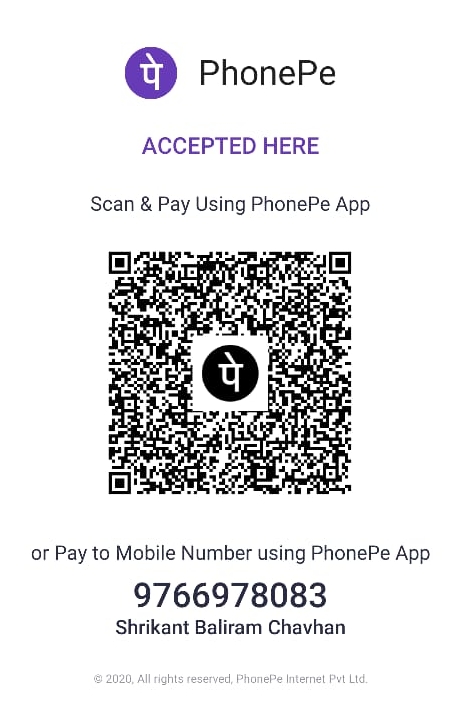 पे PhonePe
ACCEPTED HERE
Scan & Pay Using PhonePe App
पे
or Pay to Mobile Number using PhonePe App
9766978083
Shrikant Baliram Chavhan
© 2020, All rights reserved, PhonePe Internet Pvt Ltd.